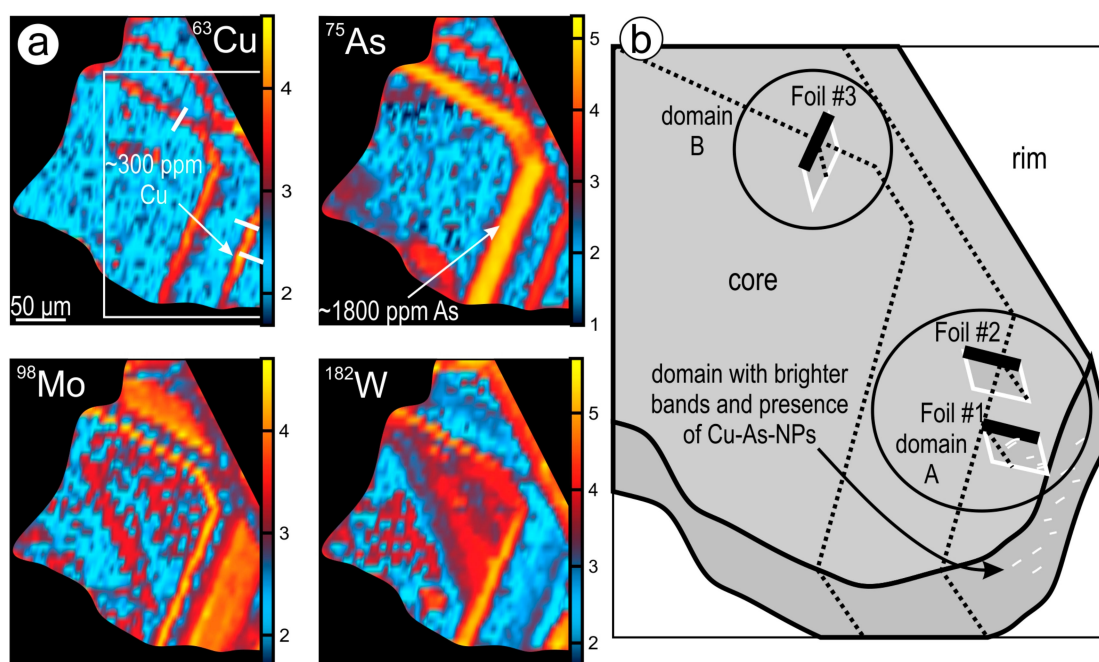 a
⁶³Cu
4
3
2
~300 ppm
Cu
50 µm
⁷⁵As
5
4
3
2
1
~1800 ppm As
⁹⁸Mo
4
3
2
¹⁸²W
5
4
3
2
b
Foil #3
domain
B
rim
core
Foil #2
domain with brighter
bands and presence
of Cu-As-NPs
Foil #1
domain
A